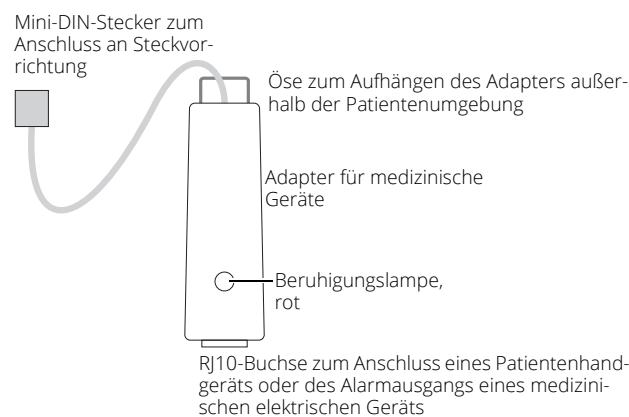 Mini-DIN-Stecker zum
Anschluss an Steckvor-
richtung
Öse zum Aufhängen des Adapters außer-
halb der Patientenumgebung
Adapter für medizinische
Geräte
Beruhigungslampe,
rot
RJ10-Buchse zum Anschluss eines Patientenhand-
geräts oder des Alarmausgangs eines medizini-
schen elektrischen Geräts